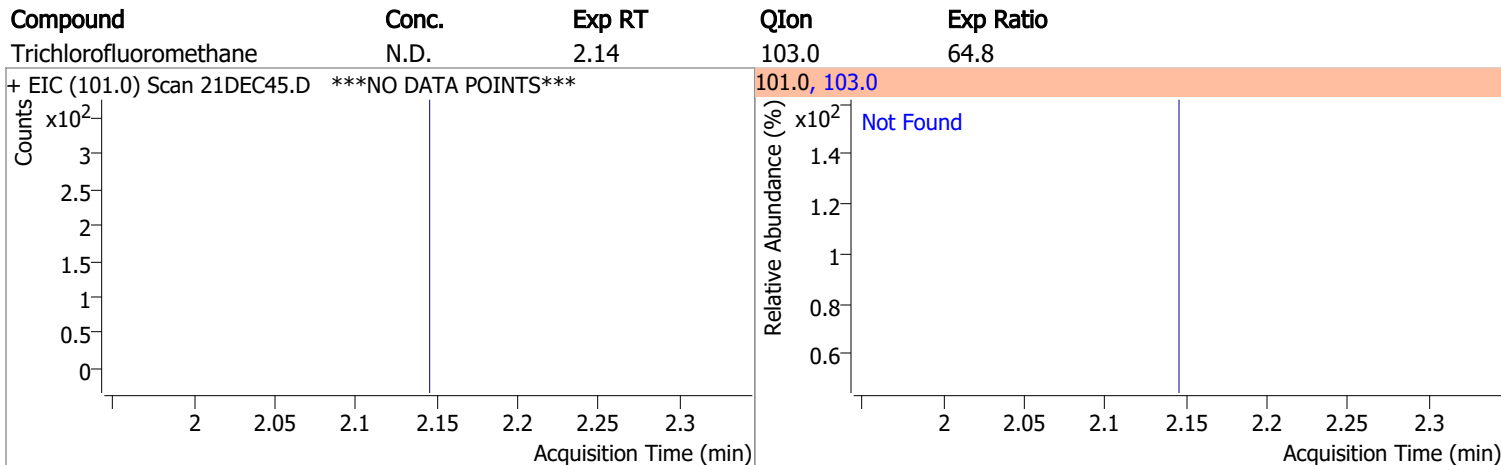 Compound Conc. Exp RT QIon Exp Ratio
Trichlorofluoromethane N.D. 2.14 103.0 64.8
+ EIC (101.0) Scan 21DEC45.D ***NO DATA POINTS***
Counts
x10²
3
2.5
2
1.5
1
0.5
0
2 2.05 2.1 2.15 2.2 2.25 2.3
Acquisition Time (min)
101.0, 103.0
Relative Abundance (%)
x10²
Not Found
1.4
1.2
1
0.8
0.6
2 2.05 2.1 2.15 2.2 2.25 2.3
Acquisition Time (min)